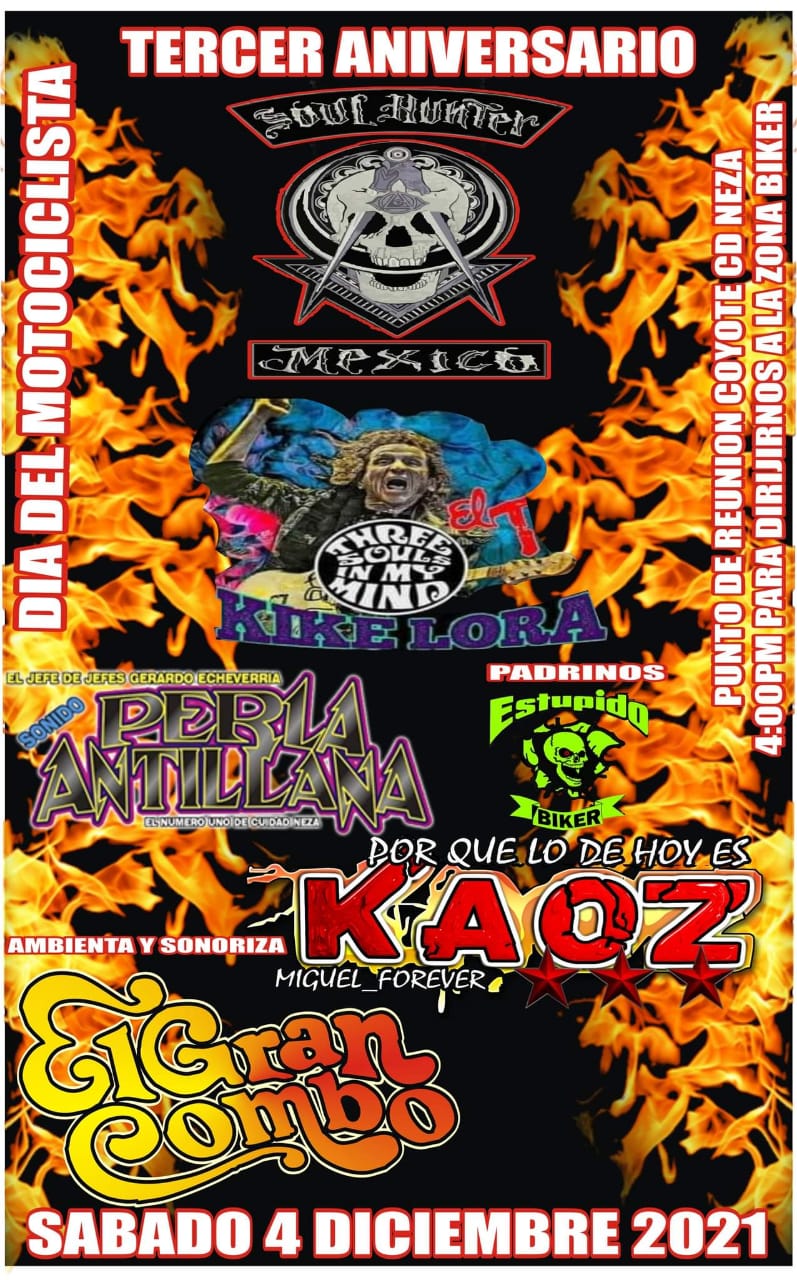 TERCER ANIVERSARIO
Soul Hunter
Mexico
DIA DEL MOTOCICLISTA
PUNTO DE REUNION COYOTE CD NEZA
4:00PM PARA DIRIJIRNOS A LA ZONA BIKER
El T
THREE
SOULS
IN MY
MIND
KIKE LORA
EL JEFE DE JEFES GERARDO ECHEVERRIA
SONIDO
PERLA
ANTILLANA
EL NUMERO UNO DE CUIDAD NEZA
PADRINOS
Estupido
BIKER
POR QUE LO DE HOY ES
KAOZ
MIGUEL_FOREVER
AMBIENTA Y SONORIZA
El Gran
Combo
SABADO 4 DICIEMBRE 2021